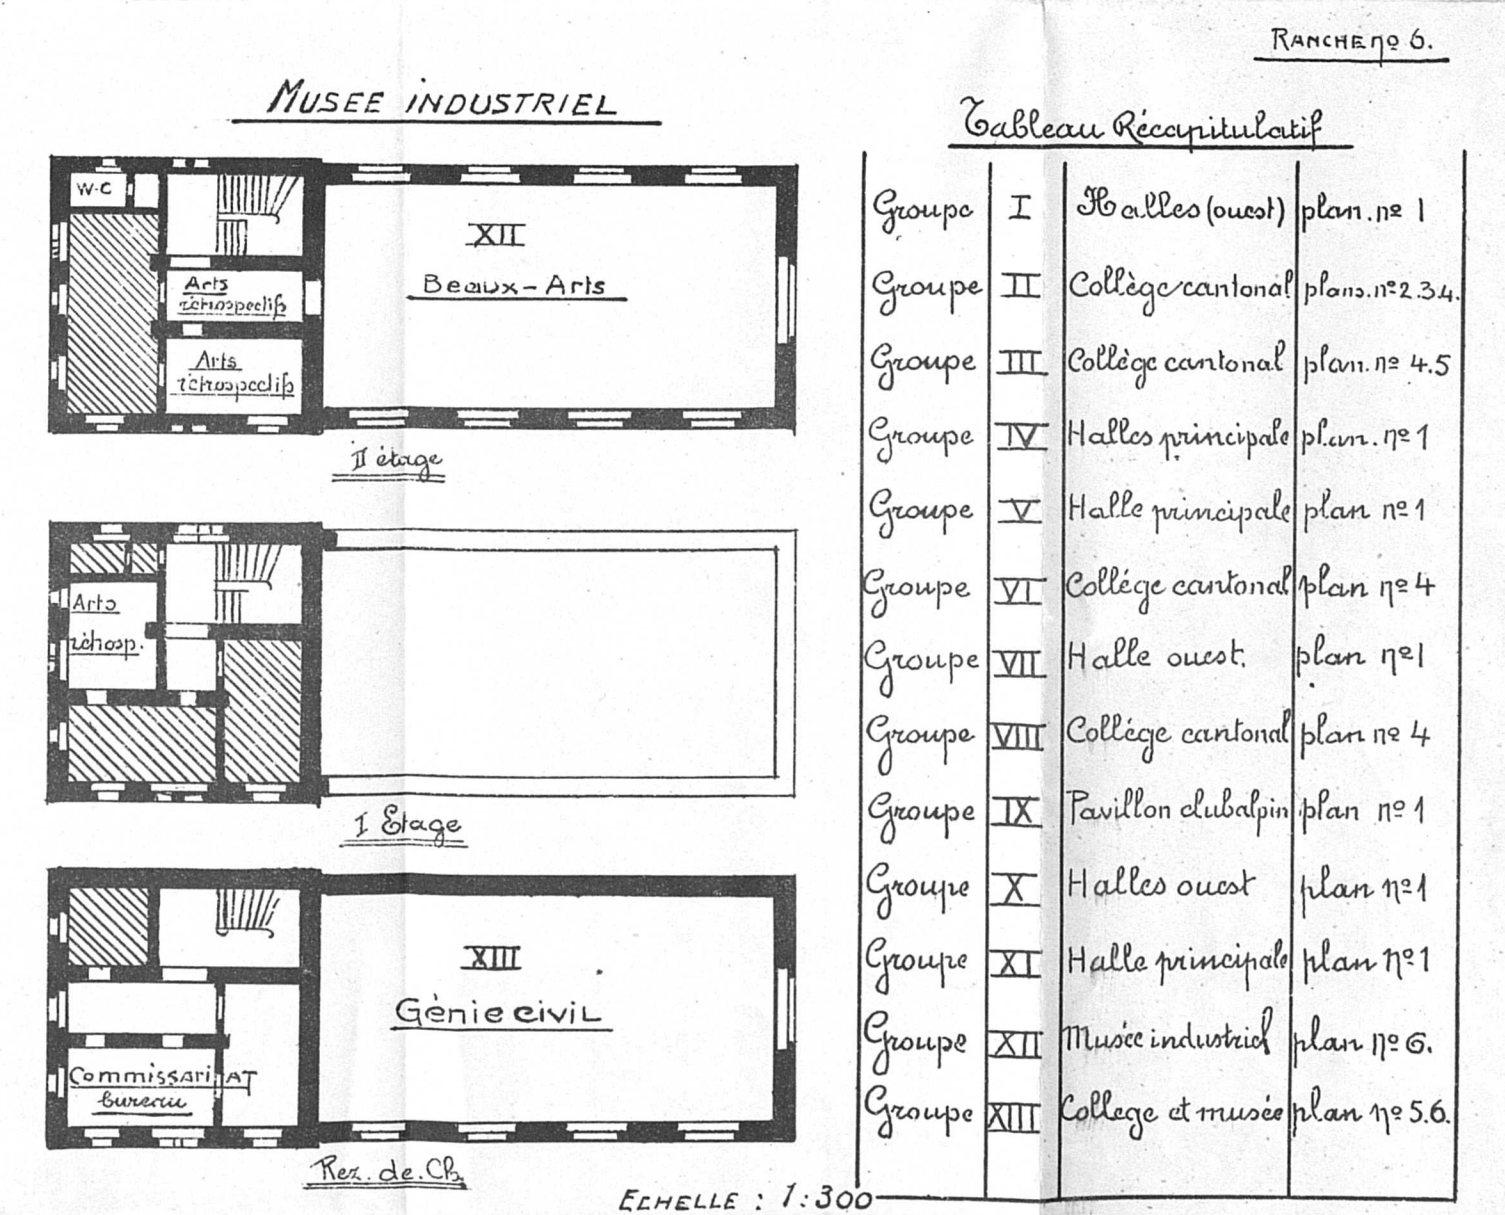 RANCHE nº 6.
MUSEE INDUSTRIEL
W-C
XII
Beaux-Arts
Arts
rétrospectifs
Arts
rétrospectifs
II étage
Arts
rétrosp.
I Etage
XIII
Génie civil
Commissariat
bureau
Rez. de. Ch.
ECHELLE : 1:300
Tableau Récapitulatif
Groupe I Halles (ouest) plan. nº 1
Groupe II Collège cantonal plans. nº 2.3.4.
Groupe III Collège cantonal plan. nº 4.5
Groupe IV Halles principale plan. nº 1
Groupe V Halle principale plan nº 1
Groupe VI Collége cantonal plan nº 4
Groupe VII Halle ouest. plan nº 1
Groupe VIII Collége cantonal plan nº 4
Groupe IX Pavillon clubalpin plan nº 1
Groupe X Halles ouest plan nº 1
Groupe XI Halle principale plan nº 1
Groupe XII Musée industriel plan nº 6.
Groupe XIII College et musée plan nº 5.6.